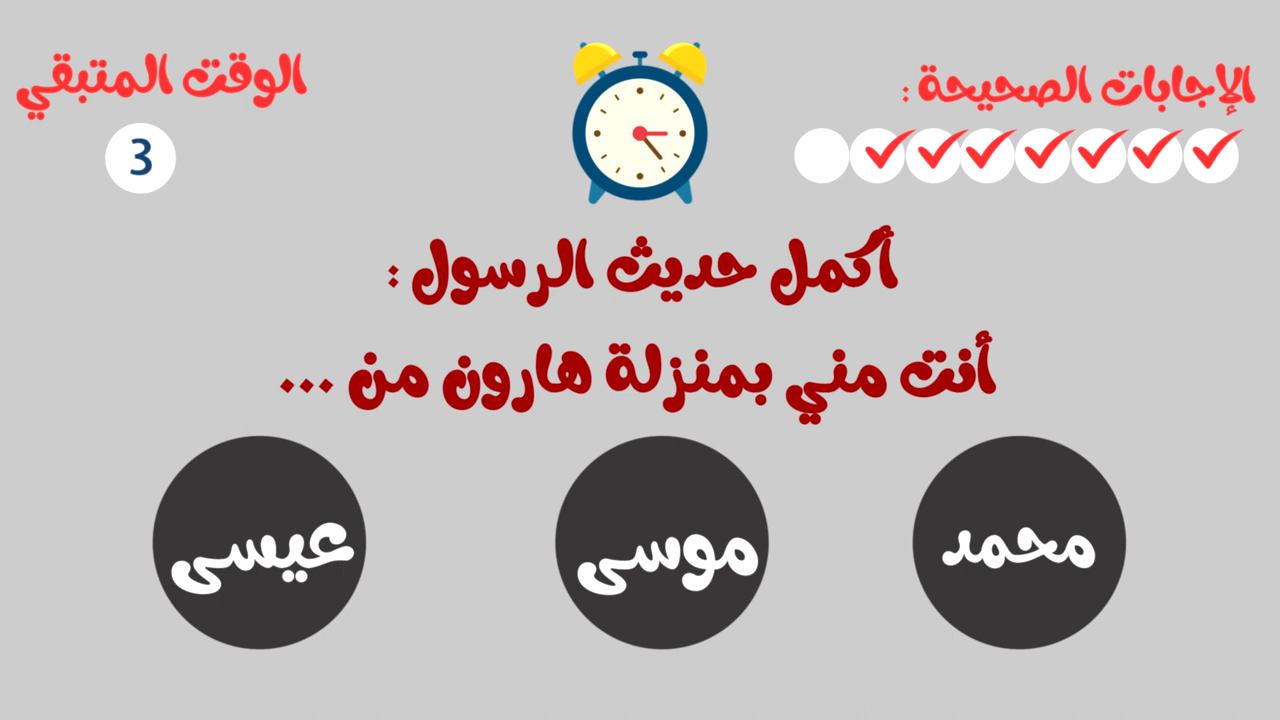 الإجابات الصحيحة :
الوقت المتبقي
3
أكمل حديث الرسول :
أنت مني بمنزلة هارون من ...
محمد
موسى
عيسى